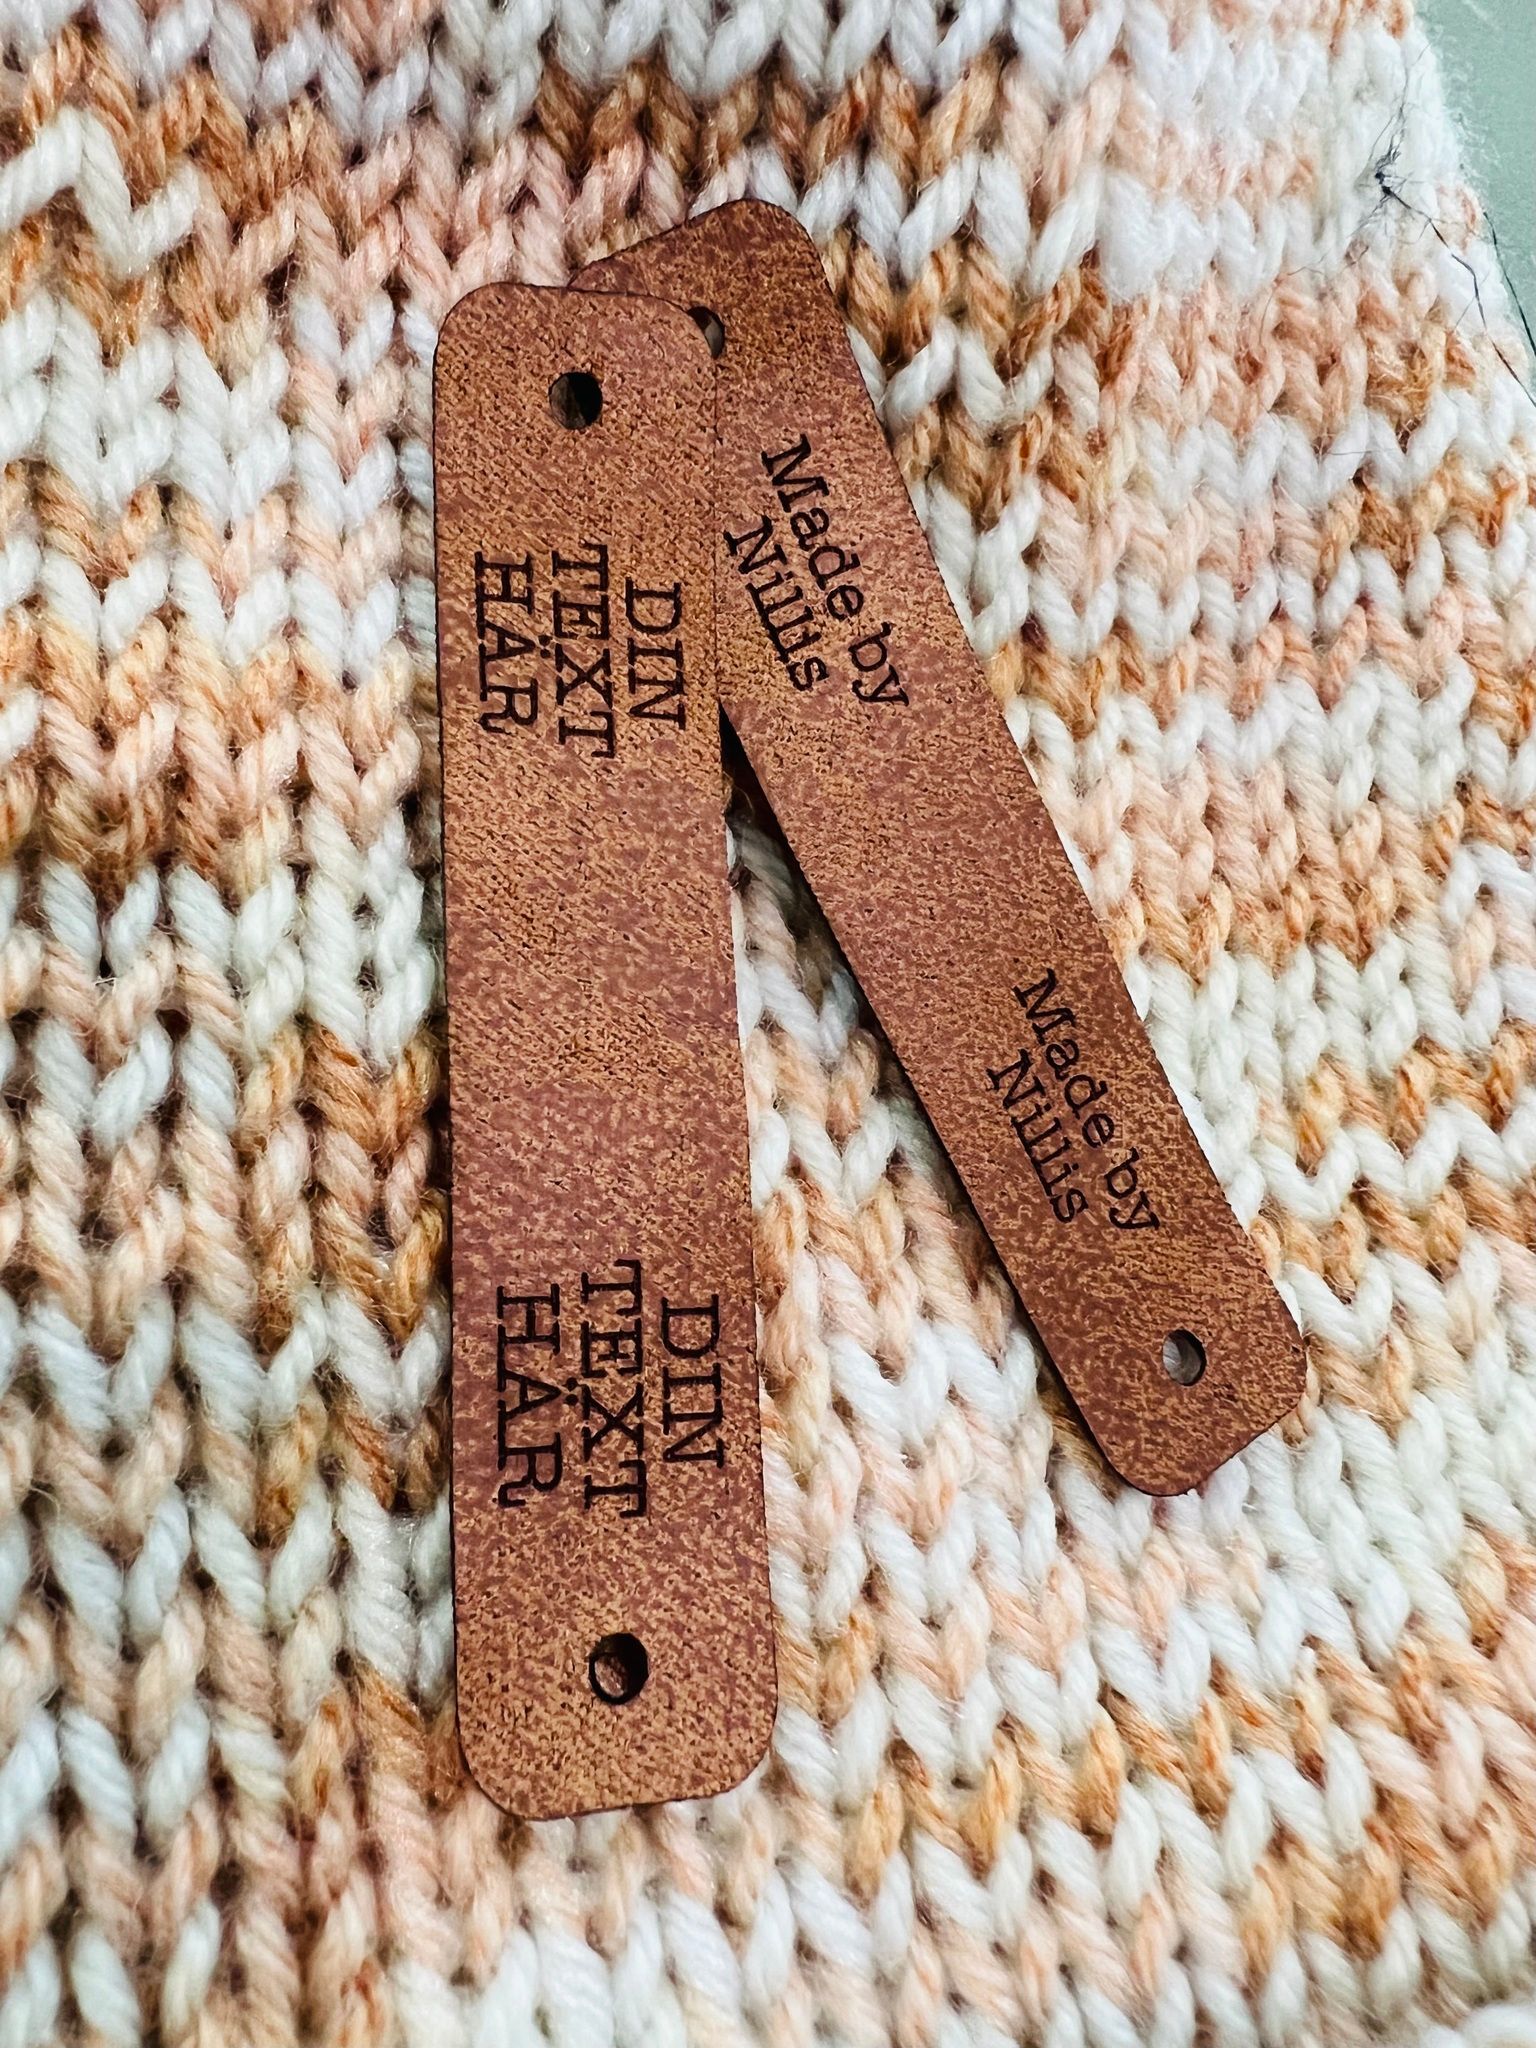 DIN
TEXT
HÄR
DIN
TEXT
HÄR
Made by
Nillis
Made by
Nillis